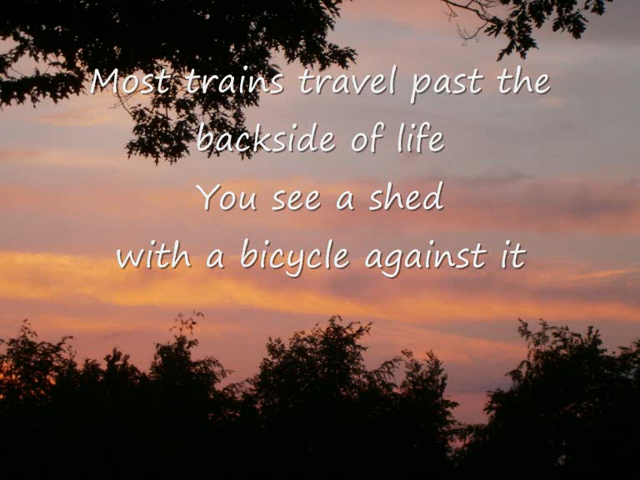 Most trains travel past the
backside of life
You see a shed
with a bicycle against it